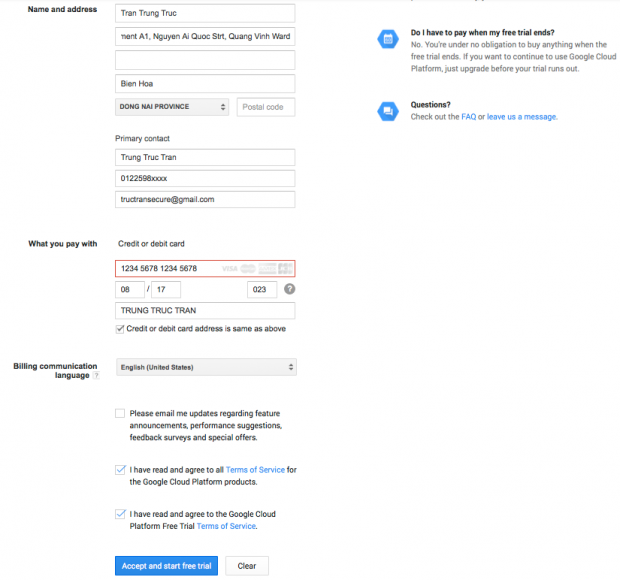 Name and address
Tran Trung Truc
ment A1, Nguyen Ai Quoc Strt, Quang Vinh Ward
Bien Hoa
DONG NAI PROVINCE
Postal code
Primary contact
Trung Truc Tran
0122598xxxx
tructransecure@gmail.com
What you pay with
Credit or debit card
1234 5678 1234 5678 VISA
08 / 17 023 ?
TRUNG TRUC TRAN
Credit or debit card address is same as above
Billing communication
language ?
English (United States)
Please email me updates regarding feature
announcements, performance suggestions,
feedback surveys and special offers.
I have read and agree to all Terms of Service for
the Google Cloud Platform products.
I have read and agree to the Google Cloud
Platform Free Trial Terms of Service.
Accept and start free trial
Clear
Do I have to pay when my free trial ends?
No. You're under no obligation to buy anything when the
free trial ends. If you want to continue to use Google Cloud
Platform, just upgrade before your trial runs out.
Questions?
Check out the FAQ or leave us a message.